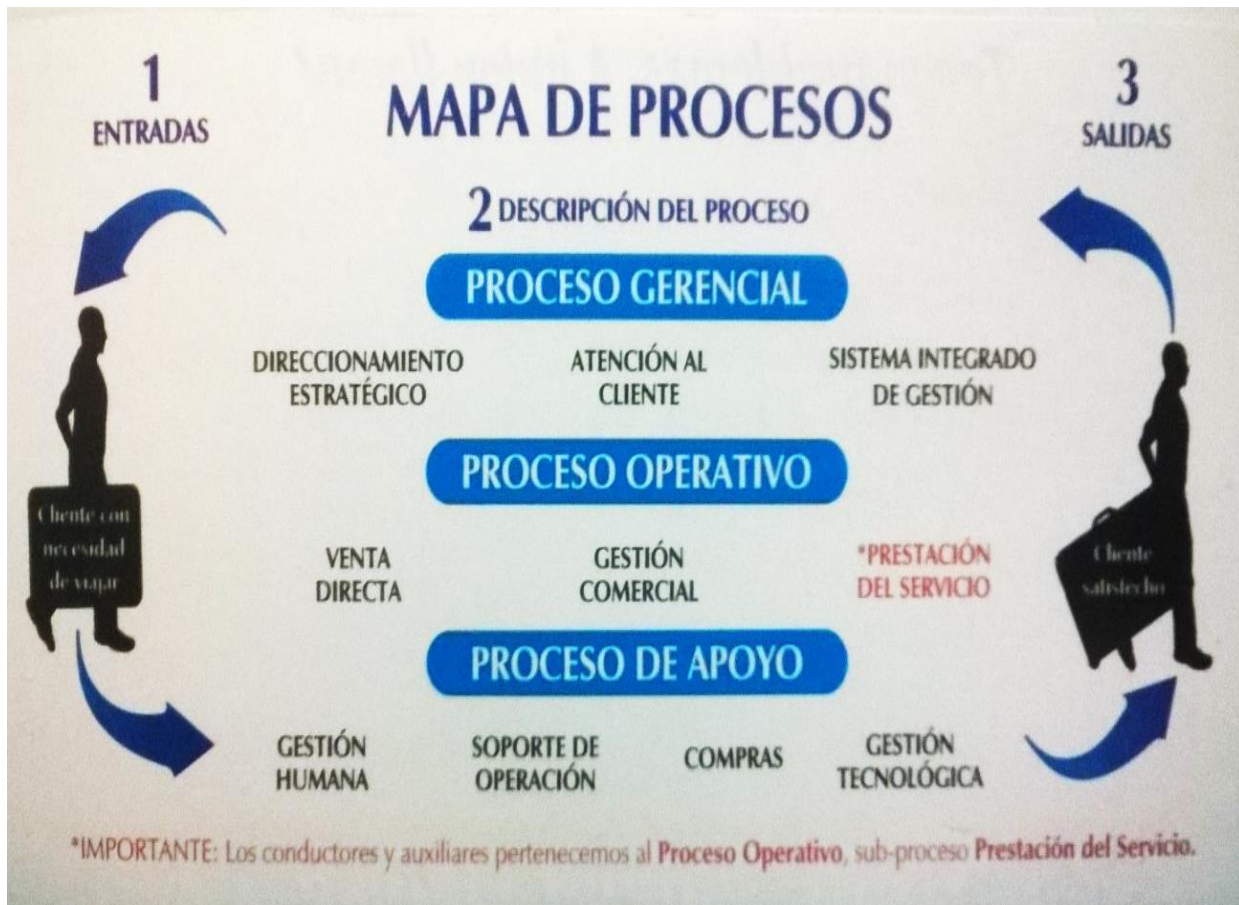 1
ENTRADAS
MAPA DE PROCESOS
3
SALIDAS
2 DESCRIPCIÓN DEL PROCESO
PROCESO GERENCIAL
DIRECCIONAMIENTO
ESTRATÉGICO
ATENCIÓN AL
CLIENTE
SISTEMA INTEGRADO
DE GESTIÓN
PROCESO OPERATIVO
Cliente con
necesidad
de viajar
VENTA
DIRECTA
GESTIÓN
COMERCIAL
*PRESTACIÓN
DEL SERVICIO
Cliente
satisfecho
PROCESO DE APOYO
GESTIÓN
HUMANA
SOPORTE DE
OPERACIÓN
COMPRAS
GESTIÓN
TECNOLÓGICA
*IMPORTANTE: Los conductores y auxiliares pertenecemos al Proceso Operativo, sub-proceso Prestación del Servicio.